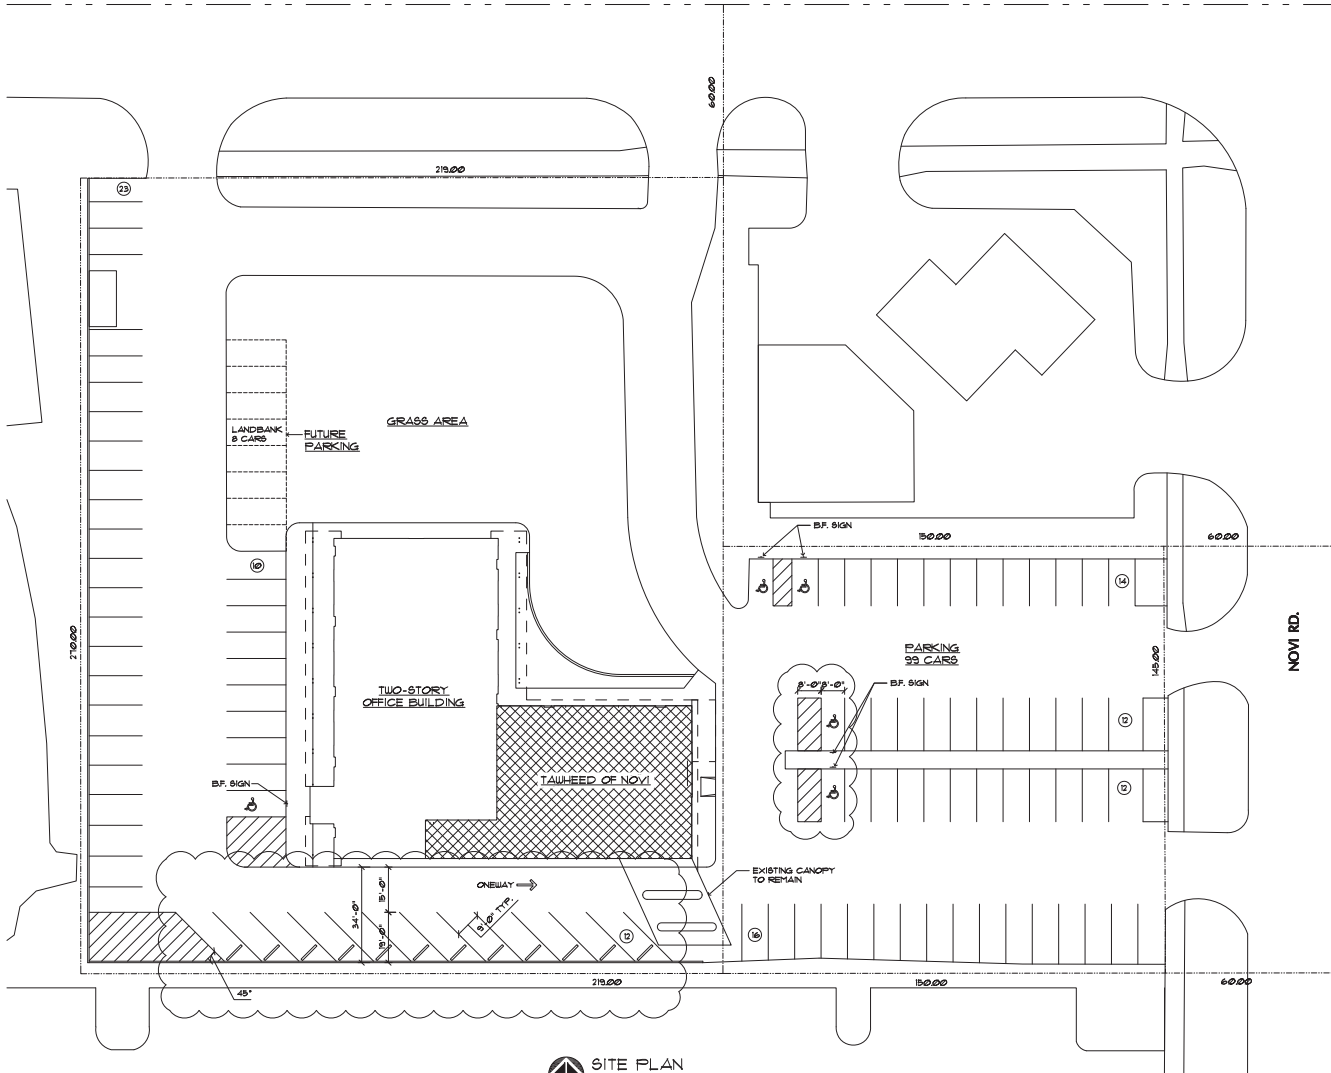 60.00
219.00
23
LANDBANK
8 CARS
FUTURE
PARKING
GRASS AREA
B.F. SIGN
150.00
60.00
10
14
270.00
145.00
NOVI RD.
PARKING
99 CARS
8'-0" 8'-0"
B.F. SIGN
TWO-STORY
OFFICE BUILDING
12
TAWHEED OF NOVI
B.F. SIGN
12
EXISTING CANOPY
TO REMAIN
ONEWAY
15'-0"
34'-0"
9'-0" TYP.
19'-0"
12
16
45°
219.00
150.00
60.00
SITE PLAN